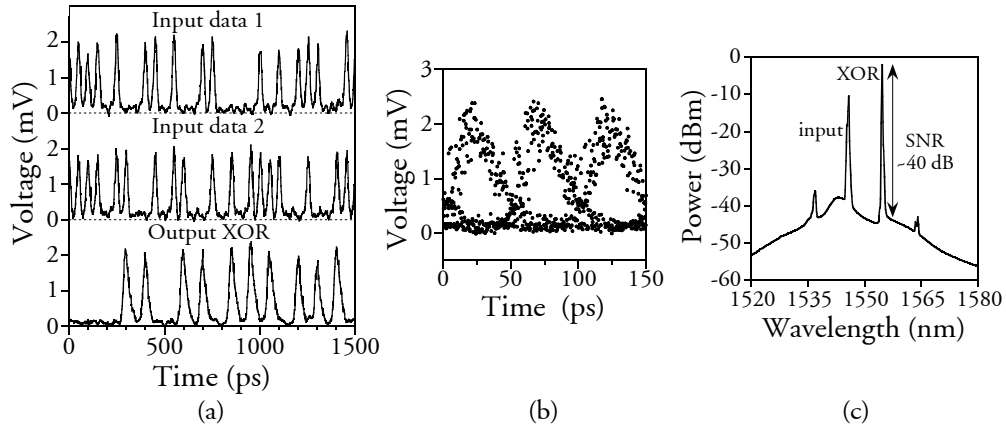 Input data 1
2
1
0
Input data 2
2
1
0
Output XOR
2
1
0
Voltage (mV)
0 500 1000 1500
Time (ps)
(a)
3
2
1
0
Voltage (mV)
0 50 100 150
Time (ps)
(b)
0
-10
-20
-30
-40
-50
-60
Power (dBm)
XOR
input
SNR
~40 dB
1520 1535 1550 1565 1580
Wavelength (nm)
(c)